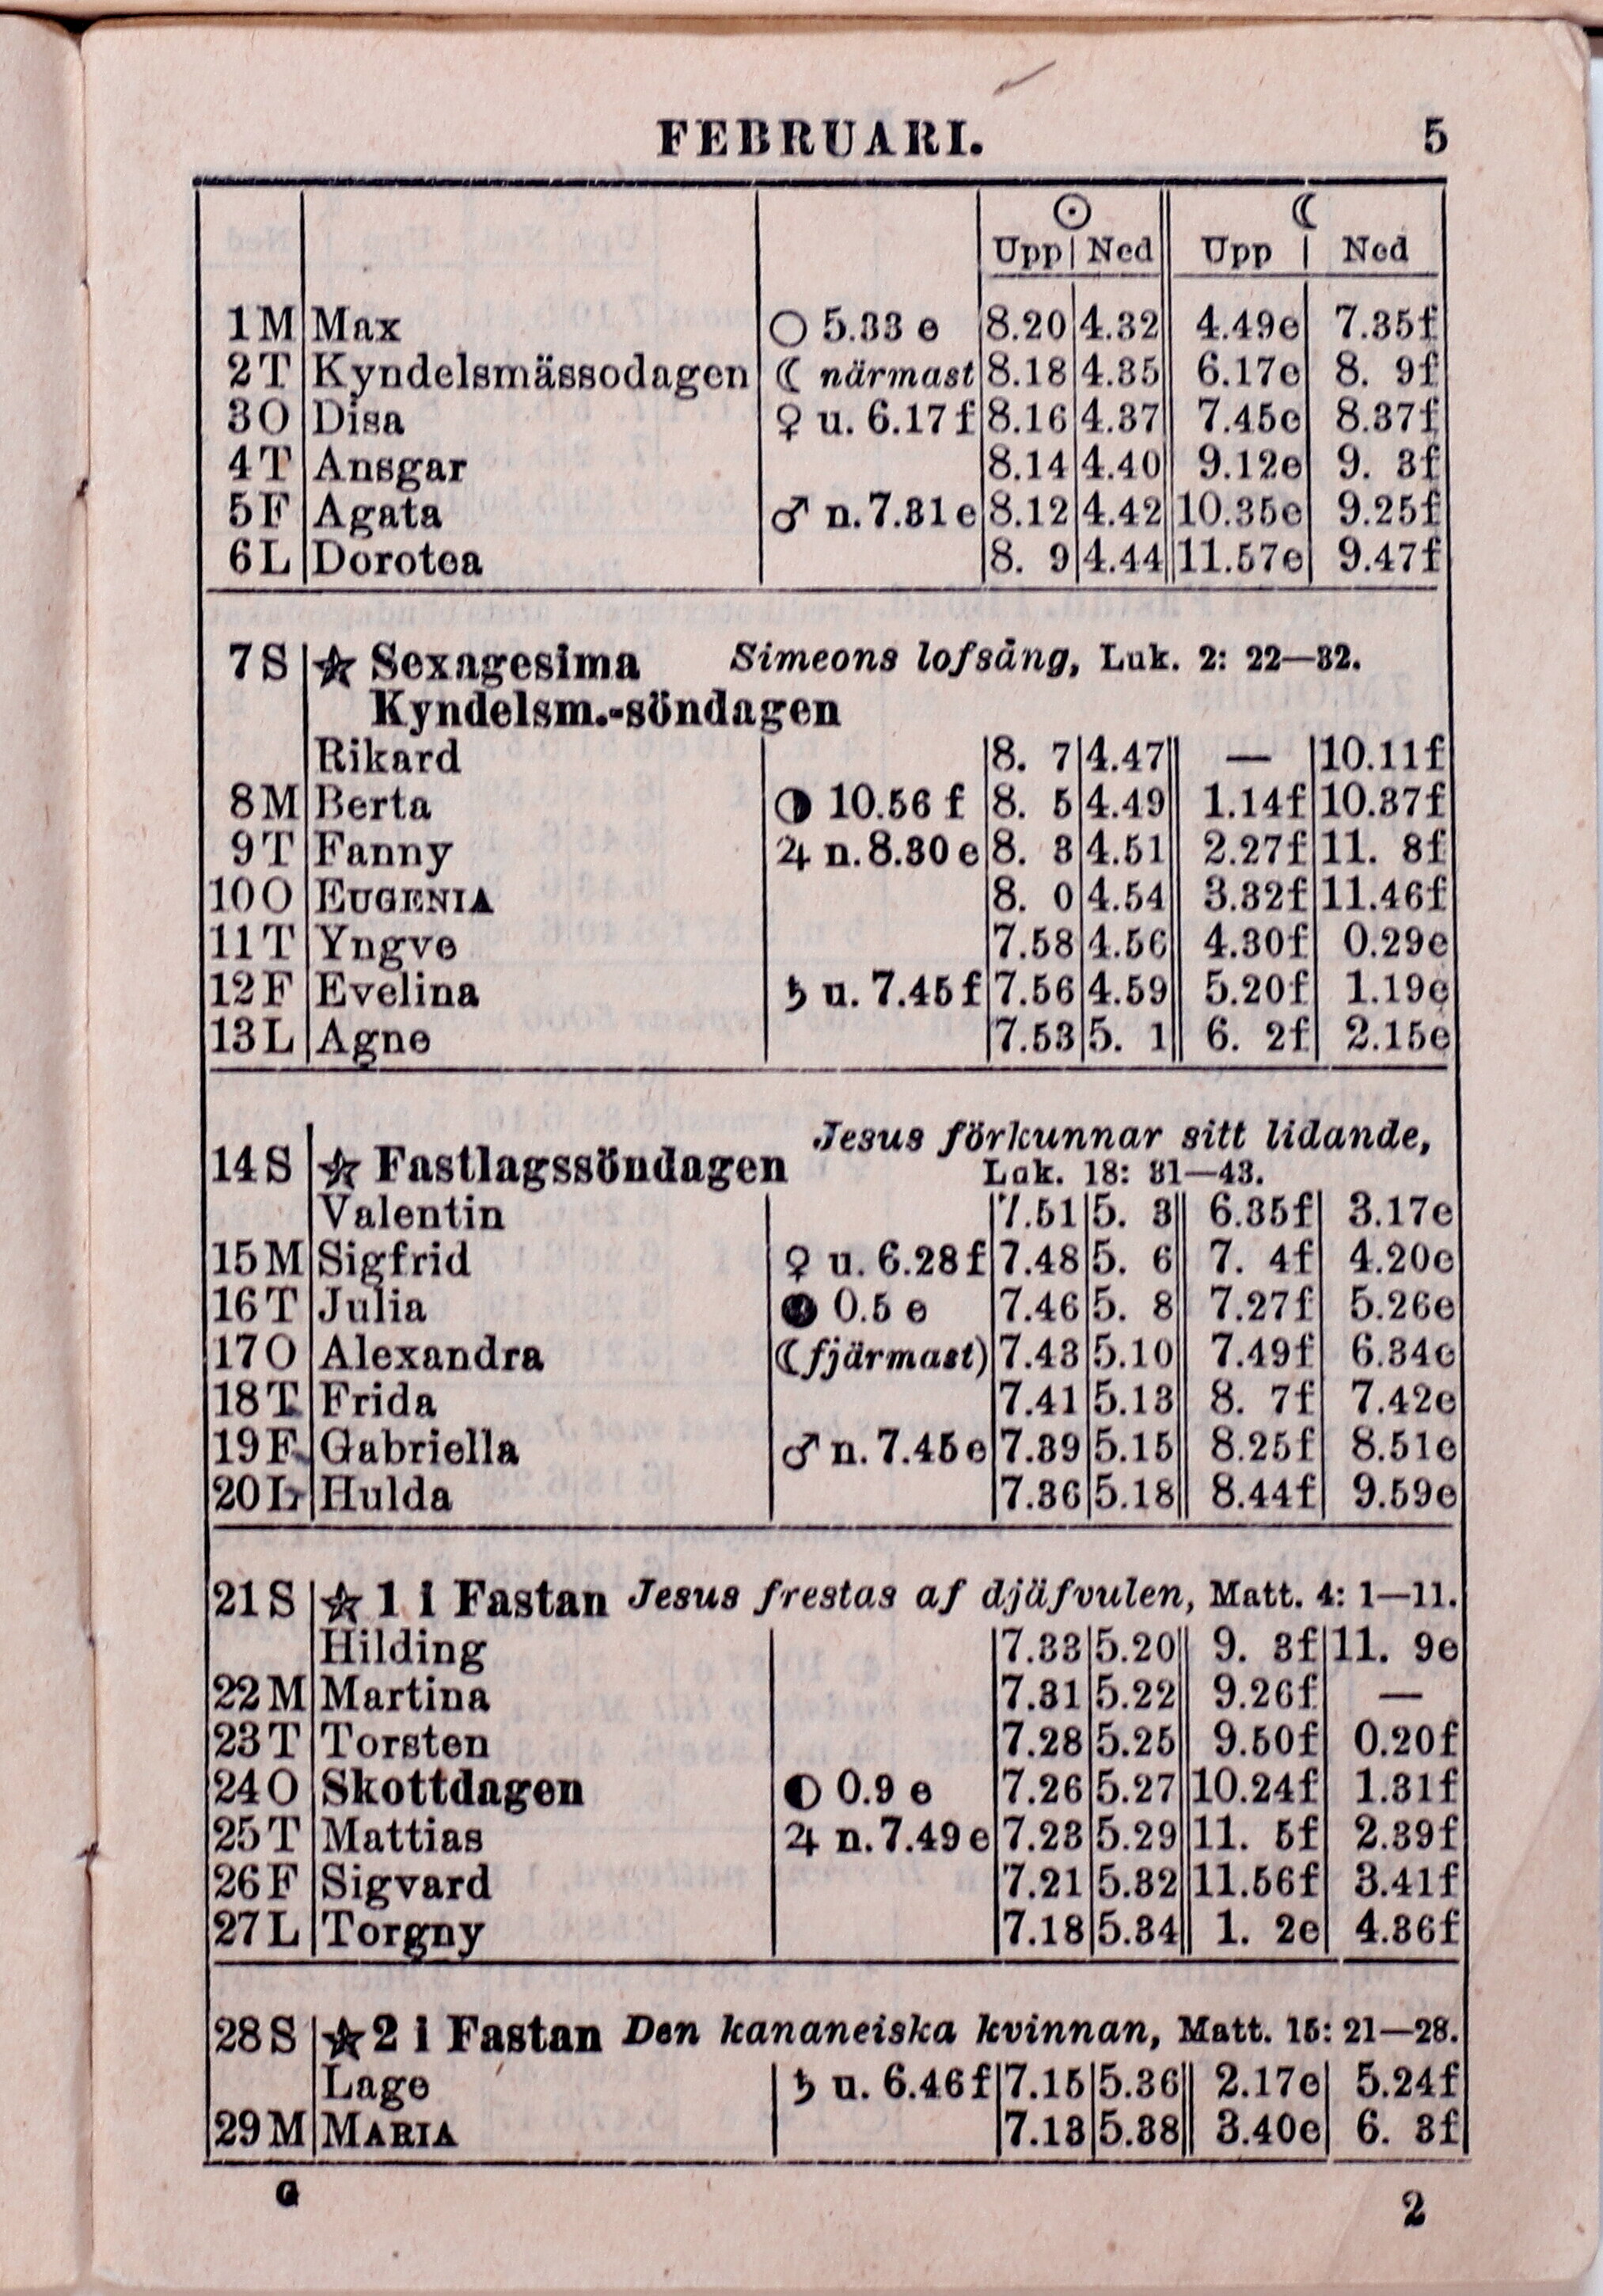 FEBRUARI. 5
☉ ☾
Upp Ned Upp Ned
1 M Max ○ 5.33 e 8.20 4.32 4.49e 7.35f
2 T Kyndelsmässodagen ☾ närmast 8.18 4.35 6.17e 8. 9f
3 O Disa ♀ u. 6.17 f 8.16 4.37 7.45e 8.37f
4 T Ansgar 8.14 4.40 9.12e 9. 3f
5 F Agata ♂ n. 7.31 e 8.12 4.42 10.35e 9.25f
6 L Dorotea 8. 9 4.44 11.57e 9.47f
7 S ☆ Sexagesima Simeons lofsång, Luk. 2: 22—32.
Kyndelsm.-söndagen
Rikard 8. 7 4.47 — 10.11f
8 M Berta ◑ 10.56 f 8. 5 4.49 1.14f 10.37f
9 T Fanny ♃ n. 8.30 e 8. 3 4.51 2.27f 11. 8f
10 O EUGENIA 8. 0 4.54 3.32f 11.46f
11 T Yngve 7.58 4.56 4.30f 0.29e
12 F Evelina ♄ u. 7.45 f 7.56 4.59 5.20f 1.19e
13 L Agne 7.53 5. 1 6. 2f 2.15e
Jesus förkunnar sitt lidande,
14 S ☆ Fastlagssöndagen Luk. 18: 31—43.
Valentin 7.51 5. 3 6.35f 3.17e
15 M Sigfrid ♀ u. 6.28 f 7.48 5. 6 7. 4f 4.20e
16 T Julia ● 0.5 e 7.46 5. 8 7.27f 5.26e
17 O Alexandra (☾ fjärmast) 7.43 5.10 7.49f 6.34e
18 T Frida 7.41 5.13 8. 7f 7.42e
19 F Gabriella ♂ n. 7.45 e 7.39 5.15 8.25f 8.51e
20 L Hulda 7.36 5.18 8.44f 9.59e
21 S ☆ 1 i Fastan Jesus frestas af djäfvulen, Matt. 4: 1—11.
Hilding 7.33 5.20 9. 3f 11. 9e
22 M Martina 7.31 5.22 9.26f —
23 T Torsten 7.28 5.25 9.50f 0.20f
24 O Skottdagen ◐ 0.9 e 7.26 5.27 10.24f 1.31f
25 T Mattias ♃ n. 7.49 e 7.23 5.29 11. 5f 2.39f
26 F Sigvard 7.21 5.32 11.56f 3.41f
27 L Torgny 7.18 5.34 1. 2e 4.36f
28 S ☆ 2 i Fastan Den kananeiska kvinnan, Matt. 15: 21—28.
Lage ♄ u. 6.46 f 7.15 5.36 2.17e 5.24f
29 M MARIA 7.13 5.38 3.40e 6. 3f
G 2